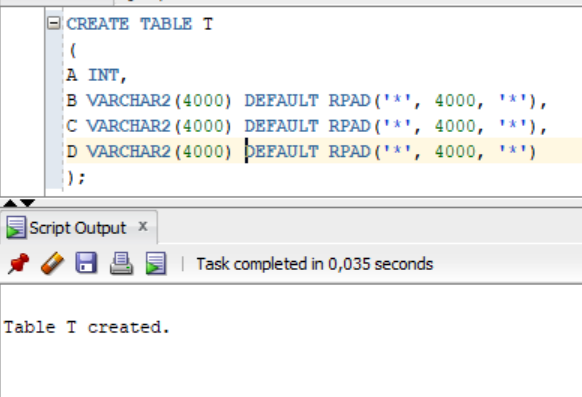 CREATE TABLE T
(
A INT,
B VARCHAR2(4000) DEFAULT RPAD('*', 4000, '*'),
C VARCHAR2(4000) DEFAULT RPAD('*', 4000, '*'),
D VARCHAR2(4000) DEFAULT RPAD('*', 4000, '*')
);
Script Output x
Task completed in 0,035 seconds
Table T created.